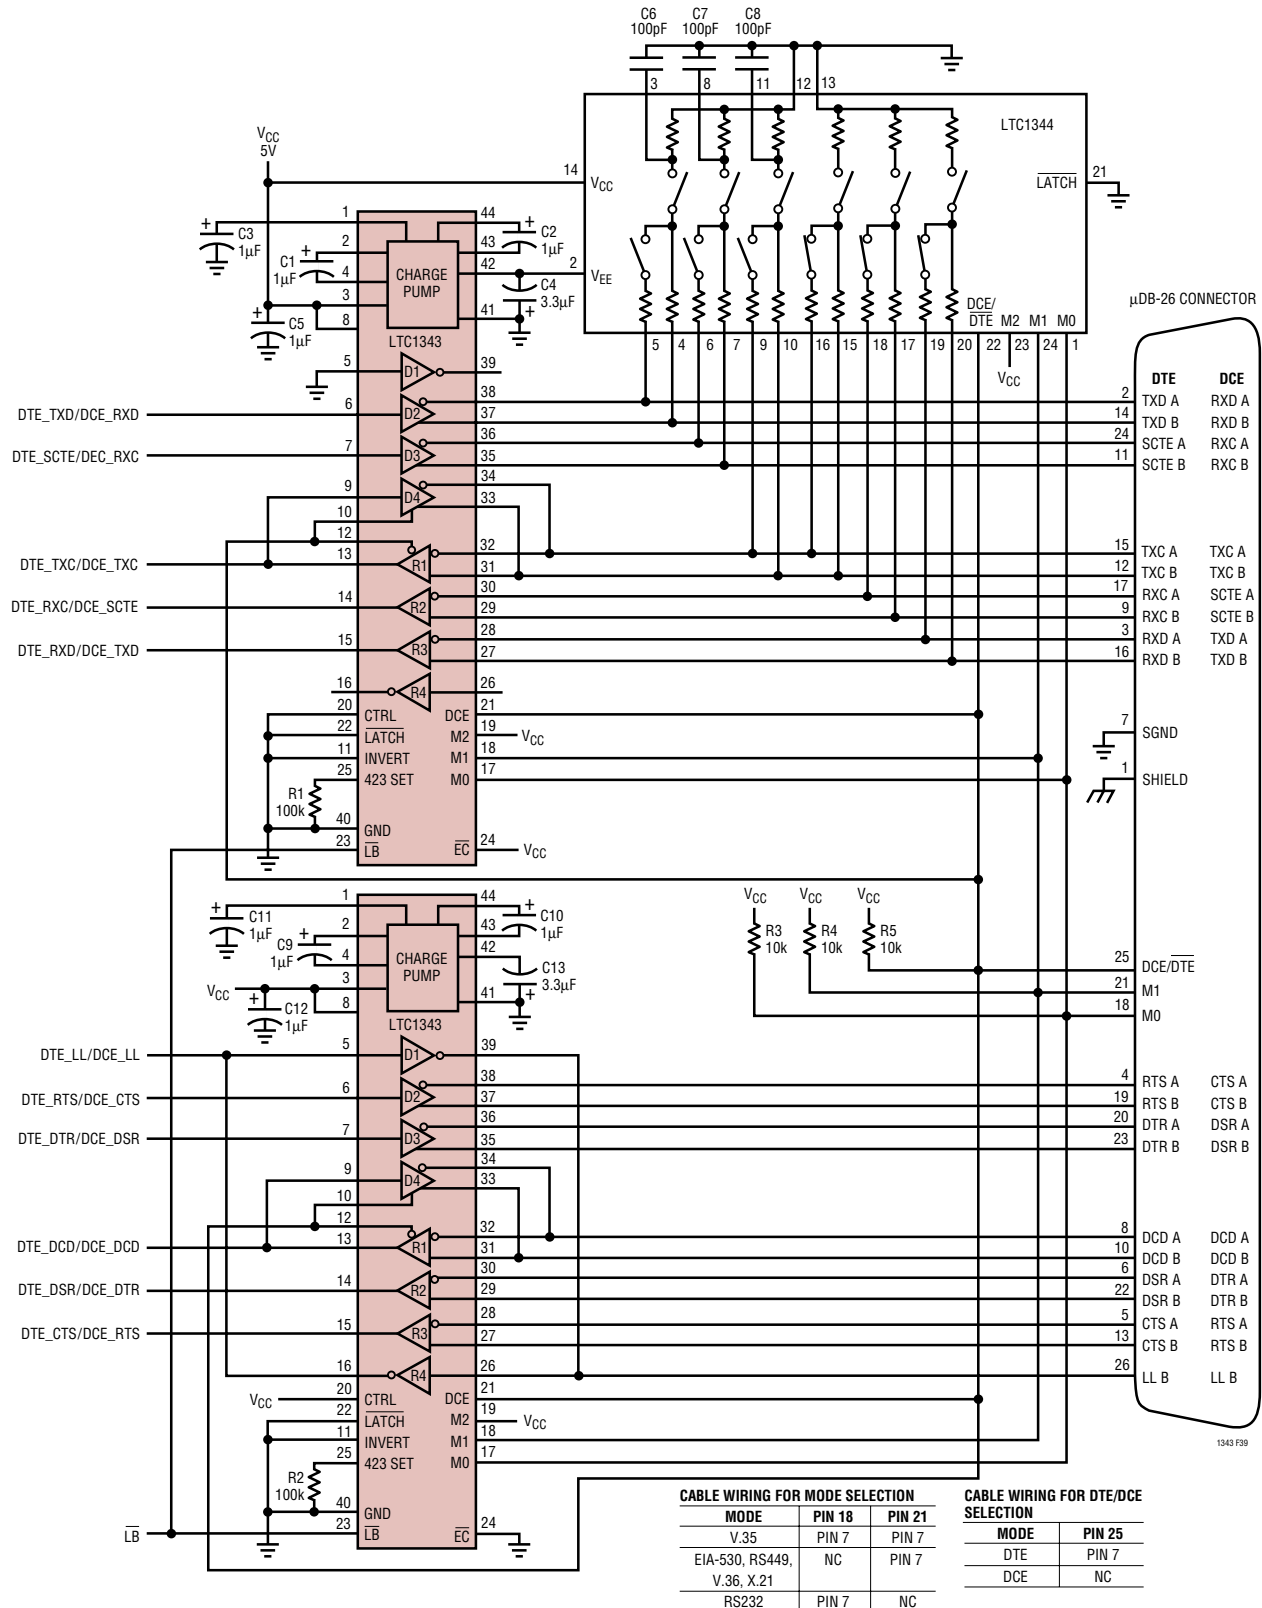 C6
100pF
C7
100pF
C8
100pF
3
8
11
12
13
LTC1344
VCC
5V
14
VCC
LATCH
21
2
VEE
DCE/
DTE
M2
M1
M0
5
4
6
7
9
10
16
15
18
17
19
20
22
23
24
1
VCC
1
44
C3
1µF
2
43
C2
1µF
C1
1µF
4
42
CHARGE
PUMP
C4
3.3µF
3
41
8
C5
1µF
LTC1343
5
D1
39
DTE_TXD/DCE_RXD
6
D2
38
37
DTE_SCTE/DEC_RXC
7
D3
36
35
9
D4
34
33
10
12
32
DTE_TXC/DCE_TXC
13
R1
31
DTE_RXC/DCE_SCTE
14
R2
30
29
DTE_RXD/DCE_TXD
15
R3
28
27
16
R4
26
20
CTRL
DCE
21
22
LATCH
M2
19
VCC
11
INVERT
M1
18
25
423 SET
M0
17
R1
100k
40
GND
23
LB
EC
24
VCC
µDB-26 CONNECTOR
DTE
DCE
2
TXD A
RXD A
14
TXD B
RXD B
24
SCTE A
RXC A
11
SCTE B
RXC B
15
TXC A
TXC A
12
TXC B
TXC B
17
RXC A
SCTE A
9
RXC B
SCTE B
3
RXD A
TXD A
16
RXD B
TXD B
7
SGND
1
SHIELD
VCC
VCC
VCC
R3
10k
R4
10k
R5
10k
25
DCE/DTE
21
M1
18
M0
1
44
C11
1µF
2
43
C10
1µF
C9
1µF
4
42
CHARGE
PUMP
C13
3.3µF
VCC
3
41
8
C12
1µF
LTC1343
DTE_LL/DCE_LL
5
D1
39
DTE_RTS/DCE_CTS
6
D2
38
37
DTE_DTR/DCE_DSR
7
D3
36
35
9
D4
34
33
10
12
32
DTE_DCD/DCE_DCD
13
R1
31
DTE_DSR/DCE_DTR
14
R2
30
29
DTE_CTS/DCE_RTS
15
R3
28
27
16
R4
26
VCC
20
CTRL
DCE
21
22
LATCH
M2
19
VCC
11
INVERT
M1
18
25
423 SET
M0
17
R2
100k
40
GND
LB
23
LB
EC
24
4
RTS A
CTS A
19
RTS B
CTS B
20
DTR A
DSR A
23
DTR B
DSR B
8
DCD A
DCD A
10
DCD B
DCD B
6
DSR A
DTR A
22
DSR B
DTR B
5
CTS A
RTS A
13
CTS B
RTS B
26
LL B
LL B
1343 F39
CABLE WIRING FOR MODE SELECTION
MODE PIN 18 PIN 21
V.35 PIN 7 PIN 7
EIA-530, RS449, NC PIN 7
V.36, X.21
RS232 PIN 7 NC
CABLE WIRING FOR DTE/DCE
SELECTION
MODE PIN 25
DTE PIN 7
DCE NC